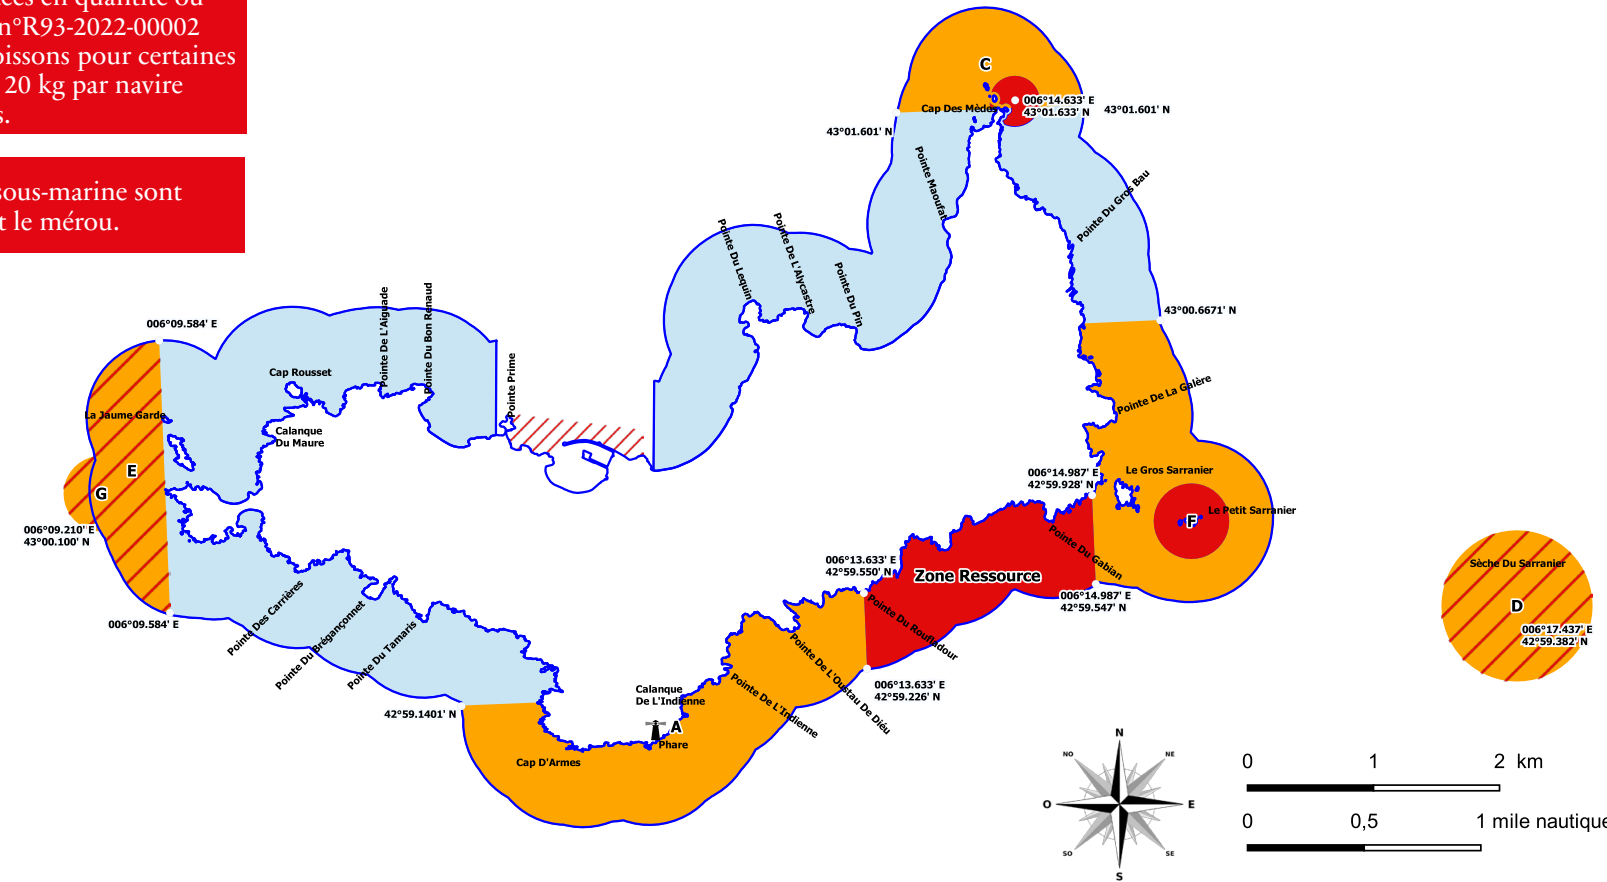 n°R93-2022-00002
poissons pour certaines
20 kg par navire
sous-marine sont
t le mérou.
C
006°14.633' E
43°01.633' N
43°01.601' N
Cap Des Mèdes
43°01.601' N
Pointe Maoufat
Pointe Du Gros Bau
Pointe Du Lequin
Pointe De L'Alycastre
Pointe Du Pin
43°00.6671' N
006°09.584' E
Pointe De L'Aiguade
Pointe Du Bon Renaud
Pointe Prime
Cap Rousset
Calanque
Du Maure
La Jaume Garde
E
G
006°09.210' E
43°00.100' N
006°09.584' E
Pointe De La Galère
Le Gros Sarranier
006°14.987' E
42°59.928' N
Le Petit Sarranier
F
Pointe Du Gabian
006°13.633' E
42°59.550' N
Zone Ressource
006°14.987' E
42°59.547' N
Pointe Du Roufladour
Sèche Du Sarranier
D
006°17.437' E
42°59.382' N
Pointe Des Carrières
Pointe Du Brégançonnet
Pointe Du Tamaris
42°59.1401' N
Pointe De L'Oustau De Diéu
Pointe De L'Indienne
006°13.633' E
42°59.226' N
Calanque
De L'Indienne
A
Phare
Cap D'Armes
N
NO
NE
O
E
SO
SE
S
0 1 2 km
0 0,5 1 mile nautique